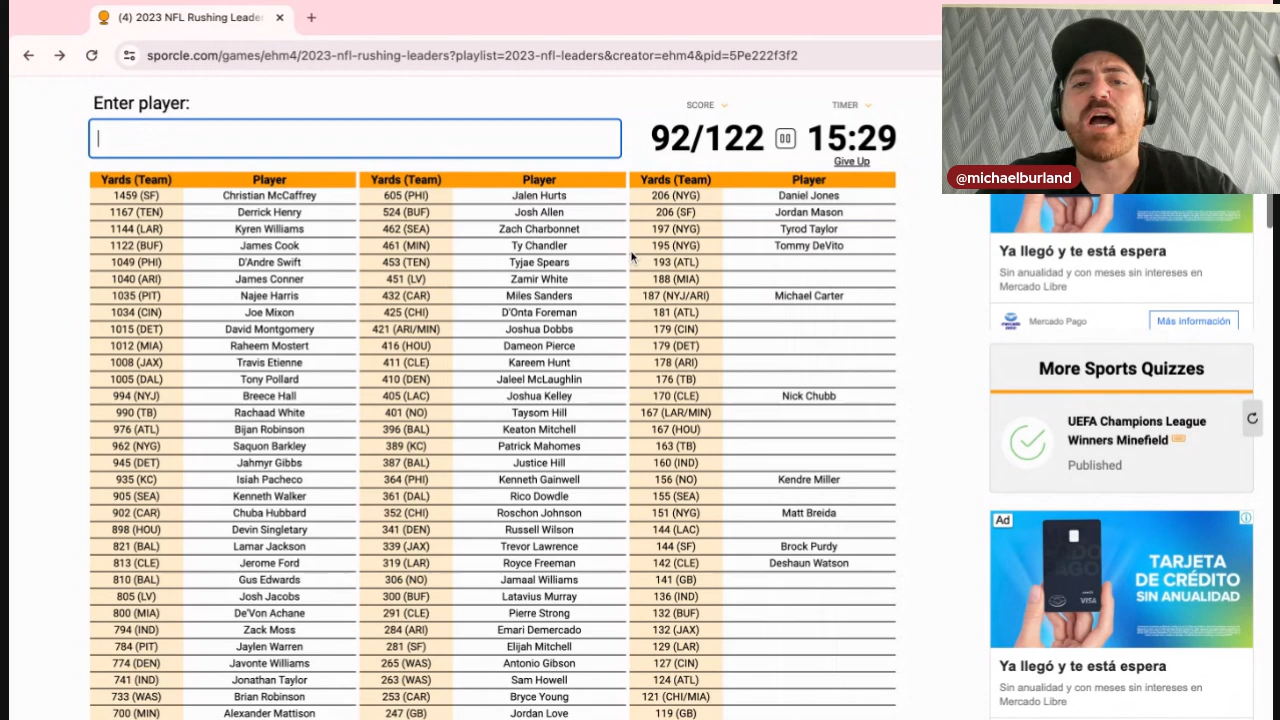 (4) 2023 NFL Rushing Leade
sporcle.com/games/ehm4/2023-nfl-rushing-leaders?playlist=2023-nfl-leaders&creator=ehm4&pid=5Pe222f3f2
@michaelburland
Enter player:
SCORE
TIMER
92/122
15:29
Give Up
Yards (Team) Player Yards (Team) Player Yards (Team) Player
1459 (SF) Christian McCaffrey 605 (PHI) Jalen Hurts 206 (NYG) Daniel Jones
1167 (TEN) Derrick Henry 524 (BUF) Josh Allen 206 (SF) Jordan Mason
1144 (LAR) Kyren Williams 462 (SEA) Zach Charbonnet 197 (NYG) Tyrod Taylor
1122 (BUF) James Cook 461 (MIN) Ty Chandler 195 (NYG) Tommy DeVito
1049 (PHI) D'Andre Swift 453 (TEN) Tyjae Spears 193 (ATL)
1040 (ARI) James Conner 451 (LV) Zamir White 188 (MIA)
1035 (PIT) Najee Harris 432 (CAR) Miles Sanders 187 (NYJ/ARI) Michael Carter
1034 (CIN) Joe Mixon 425 (CHI) D'Onta Foreman 181 (ATL)
1015 (DET) David Montgomery 421 (ARI/MIN) Joshua Dobbs 179 (CIN)
1012 (MIA) Raheem Mostert 416 (HOU) Dameon Pierce 179 (DET)
1008 (JAX) Travis Etienne 411 (CLE) Kareem Hunt 178 (ARI)
1005 (DAL) Tony Pollard 410 (DEN) Jaleel McLaughlin 176 (TB)
994 (NYJ) Breece Hall 405 (LAC) Joshua Kelley 170 (CLE) Nick Chubb
990 (TB) Rachaad White 401 (NO) Taysom Hill 167 (LAR/MIN)
976 (ATL) Bijan Robinson 396 (BAL) Keaton Mitchell 167 (HOU)
962 (NYG) Saquon Barkley 389 (KC) Patrick Mahomes 163 (TB)
945 (DET) Jahmyr Gibbs 387 (BAL) Justice Hill 160 (IND)
935 (KC) Isiah Pacheco 364 (PHI) Kenneth Gainwell 156 (NO) Kendre Miller
905 (SEA) Kenneth Walker 361 (DAL) Rico Dowdle 155 (SEA)
902 (CAR) Chuba Hubbard 352 (CHI) Roschon Johnson 151 (NYG) Matt Breida
898 (HOU) Devin Singletary 341 (DEN) Russell Wilson 144 (LAC)
821 (BAL) Lamar Jackson 339 (JAX) Trevor Lawrence 144 (SF) Brock Purdy
813 (CLE) Jerome Ford 319 (LAR) Royce Freeman 142 (CLE) Deshaun Watson
810 (BAL) Gus Edwards 306 (NO) Jamaal Williams 141 (GB)
805 (LV) Josh Jacobs 300 (BUF) Latavius Murray 136 (IND)
800 (MIA) De'Von Achane 291 (CLE) Pierre Strong 132 (BUF)
794 (IND) Zack Moss 284 (ARI) Emari Demercado 132 (JAX)
784 (PIT) Jaylen Warren 281 (SF) Elijah Mitchell 129 (LAR)
774 (DEN) Javonte Williams 265 (WAS) Antonio Gibson 127 (CIN)
741 (IND) Jonathan Taylor 263 (WAS) Sam Howell 124 (ATL)
733 (WAS) Brian Robinson 253 (CAR) Bryce Young 121 (CHI/MIA)
700 (MIN) Alexander Mattison 247 (GB) Jordan Love 119 (GB)
Ya llegó y te está espera
Sin anualidad y con meses sin intereses en
Mercado Libre
Mercado Pago
Más información
More Sports Quizzes
UEFA Champions League
Winners Minefield
Published
Ad
TARJETA
DE CRÉDITO
SIN ANUALIDAD
VISA
Ya llegó y te está espera
Sin anualidad y con meses sin intereses en
Mercado Libre